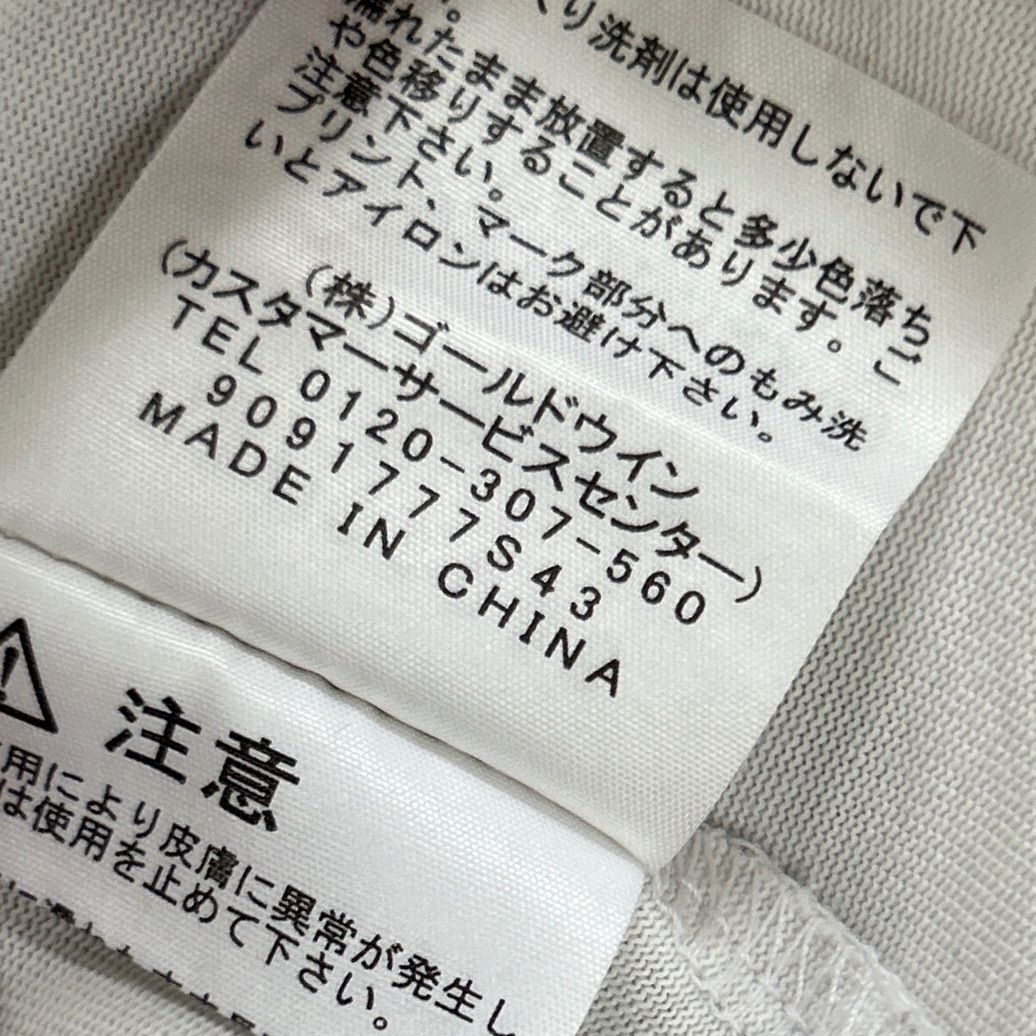 り洗剤は使用しないで下
濡れたまま放置すると多少色落ち
や色移りすることがあります。ご
注意下さい。
プリント、マーク部分へのもみ洗
いとアイロンはお避け下さい。
(株)ゴールドウイン
(カスタマーサービスセンター)
TEL 0120-307-560
9091777S43
MADE IN CHINA
注意
用により皮膚に異常が発生し
は使用を止めて下さい。